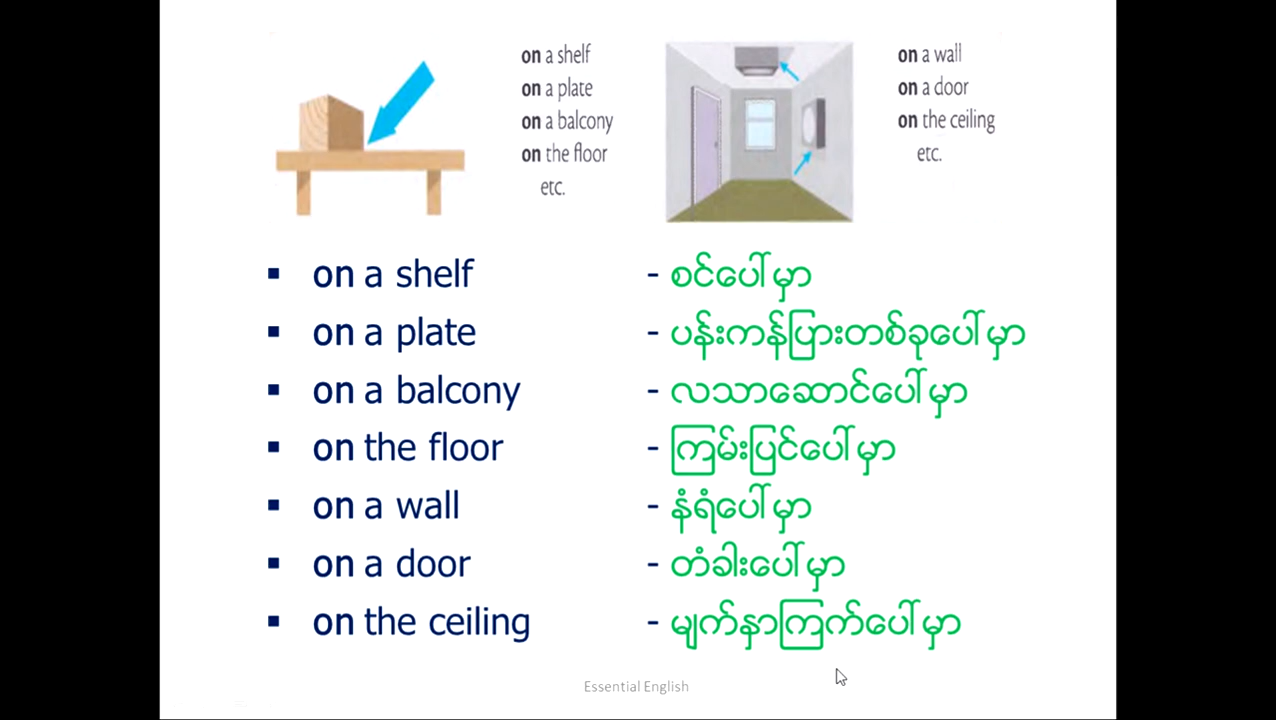 on a shelf
on a plate
on a balcony
on the floor
etc.
on a wall
on a door
on the ceiling
etc.
▪ on a shelf - စင်ပေါ်မှာ
▪ on a plate - ပန်းကန်ပြားတစ်ခုပေါ်မှာ
▪ on a balcony - လသာဆောင်ပေါ်မှာ
▪ on the floor - ကြမ်းပြင်ပေါ်မှာ
▪ on a wall - နံရံပေါ်မှာ
▪ on a door - တံခါးပေါ်မှာ
▪ on the ceiling - မျက်နှာကြက်ပေါ်မှာ
Essential English